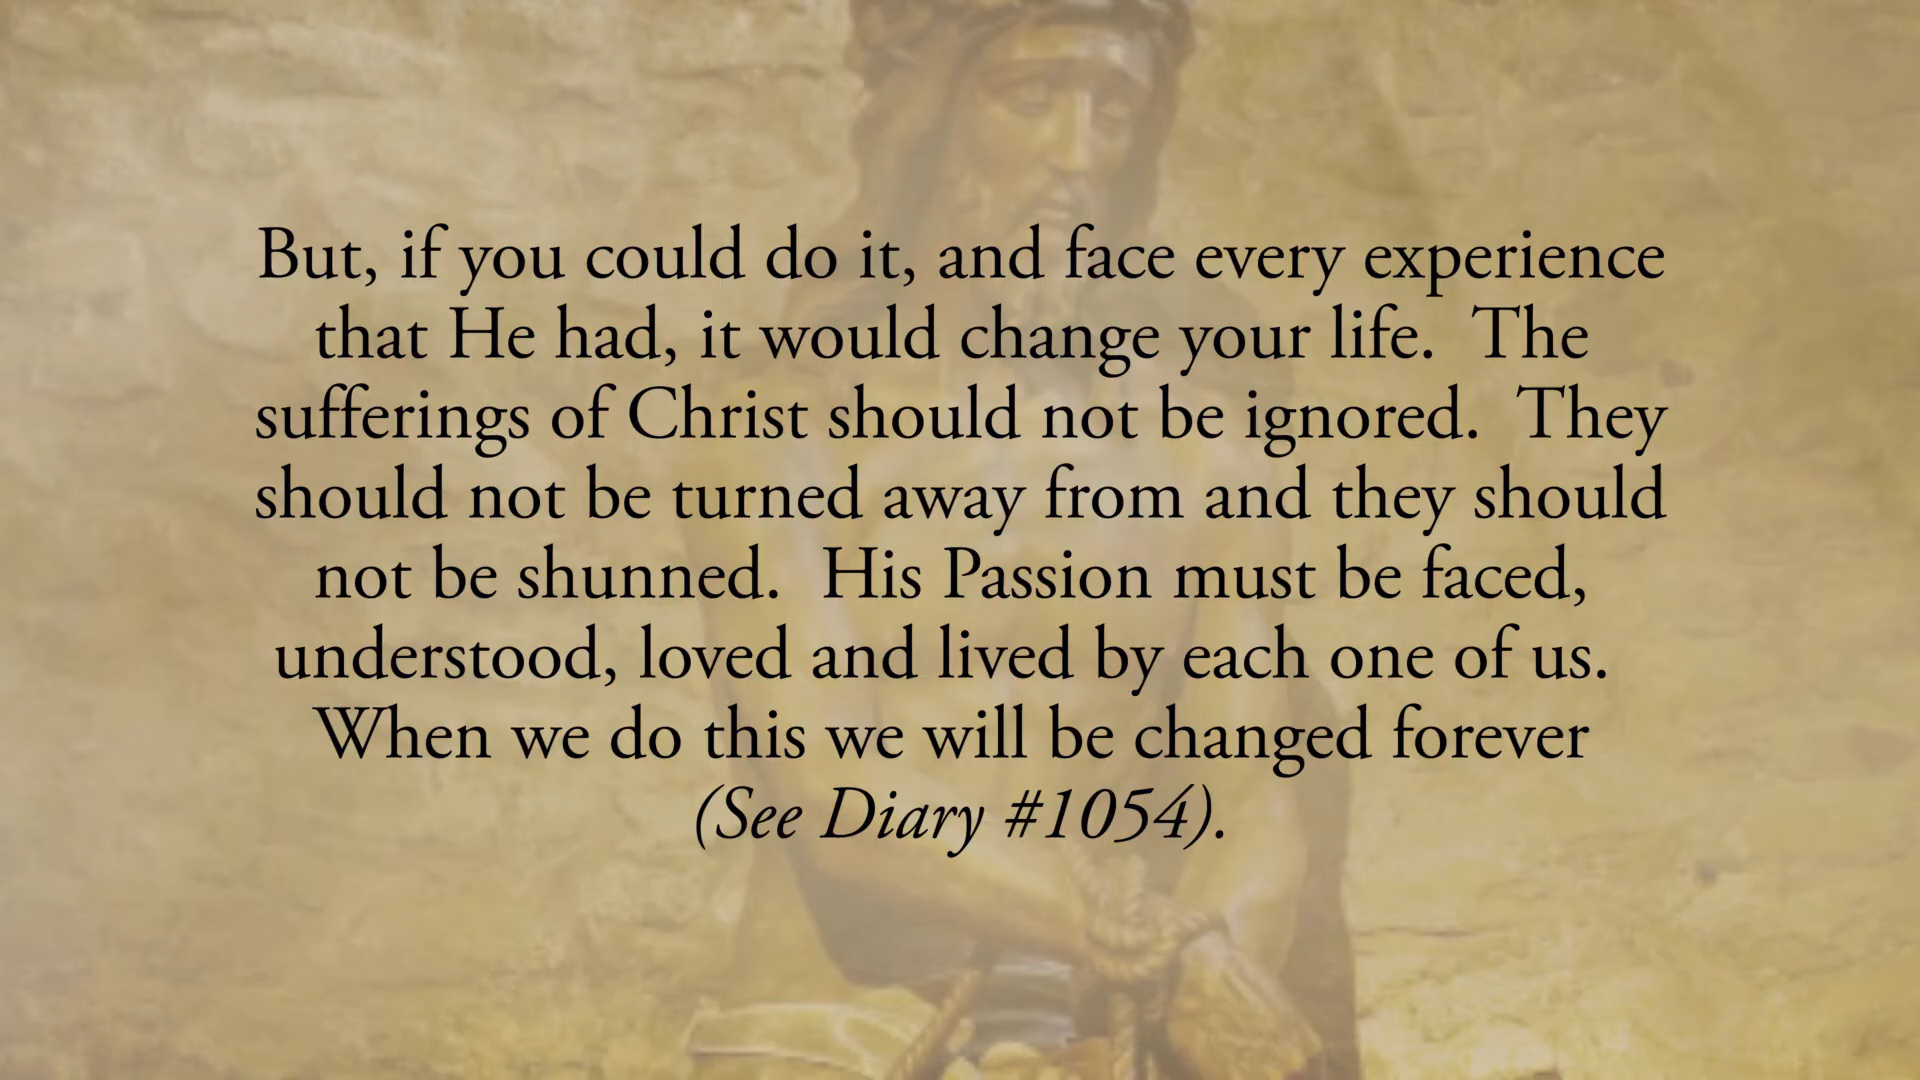 But, if you could do it, and face every experience
that He had, it would change your life.  The
sufferings of Christ should not be ignored.  They
should not be turned away from and they should
not be shunned.  His Passion must be faced,
understood, loved and lived by each one of us.
When we do this we will be changed forever
(See Diary #1054).